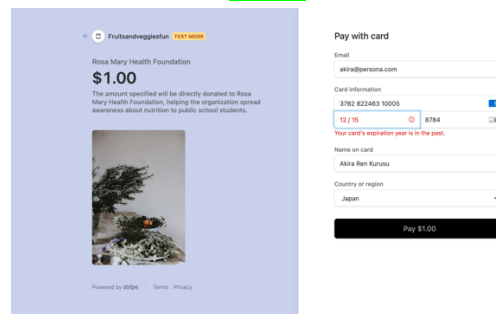 Fruitsandveggiesfun TEST MODE
Rosa Mary Health Foundation
$1.00
The amount specified will be directly donated to Rosa
Mary Health Foundation, helping the organization spread
awareness about nutrition to public school students.
Powered by stripe Terms Privacy
Pay with card
Email
akira@persona.com
Card information
3782 822463 10005
12 / 15 8784
Your card's expiration year is in the past.
Name on card
Akira Ren Kurusu
Country or region
Japan
Pay $1.00